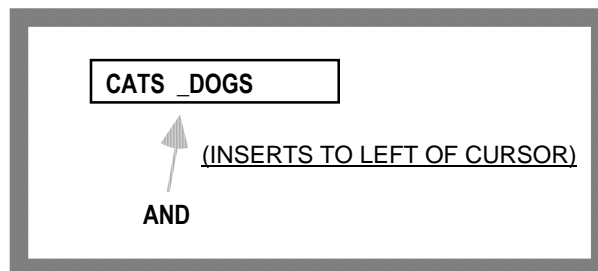 CATS _DOGS
(INSERTS TO LEFT OF CURSOR)
AND